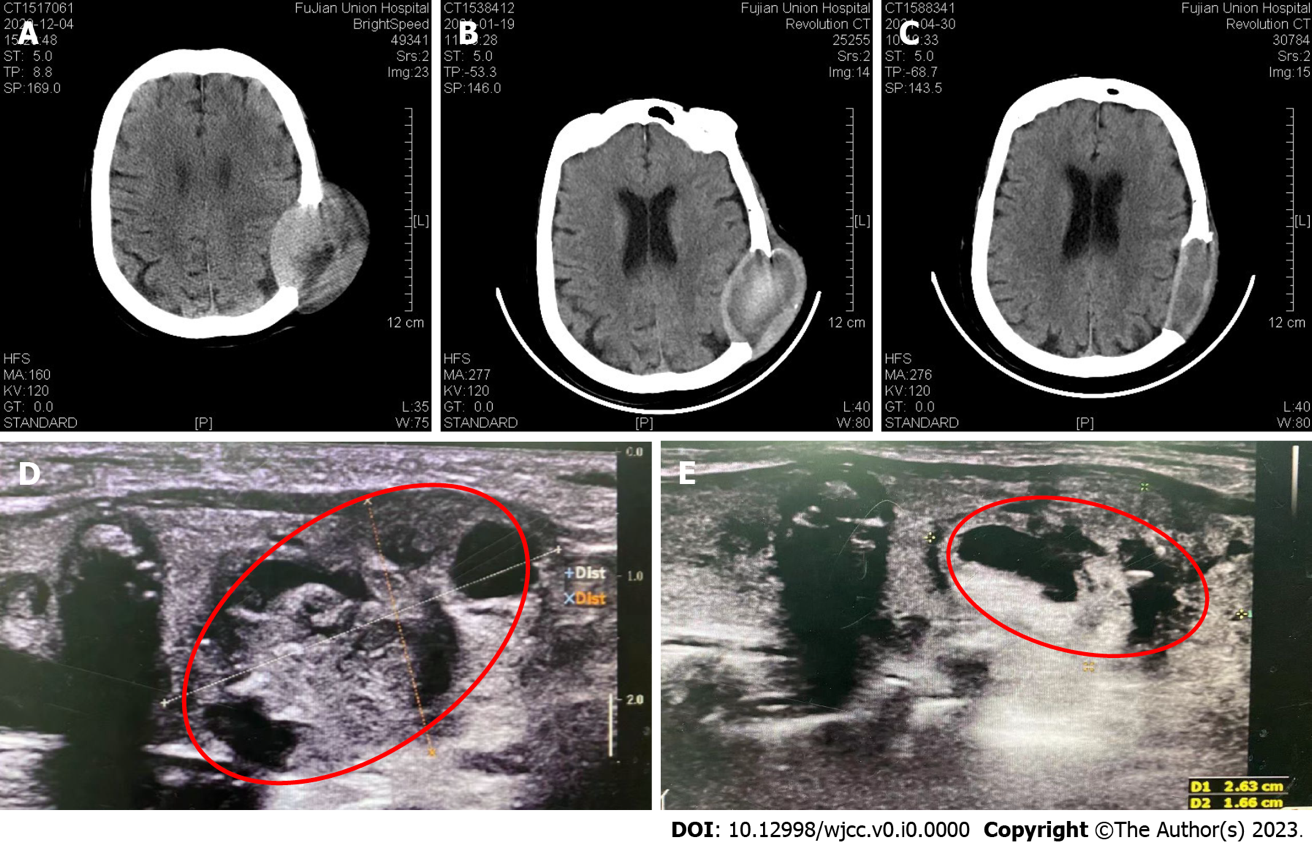 CT1517061
FuJian Union Hospital
A
BrightSpeed
49341
ST: 5.0
Srs:2
TP: 8.8
Img:23
SP:169.0
[L]
12 cm
HFS
MA:160
KV:120
GT: 0.0
L:35
STANDARD
[P]
W:75
CT1538412
Fujian Union Hospital
B
Revolution CT
25255
ST: 5.0
Srs:2
TP:-53.3
Img:14
SP:146.0
[L]
12 cm
HFS
MA:277
KV:120
GT: 0.0
L:40
STANDARD
[P]
W:80
CT1588341
Fujian Union Hospital
C
Revolution CT
30784
ST: 5.0
Srs:2
TP:-68.7
Img:15
SP:143.5
[L]
12 cm
HFS
MA:276
KV:120
GT: 0.0
L:40
STANDARD
[P]
W:80
D
0.0
1.0
+Dist
×Dist
2.0
E
D1 2.63 cm
D2 1.66 cm
DOI: 10.12998/wjcc.v0.i0.0000 Copyright ©The Author(s) 2023.